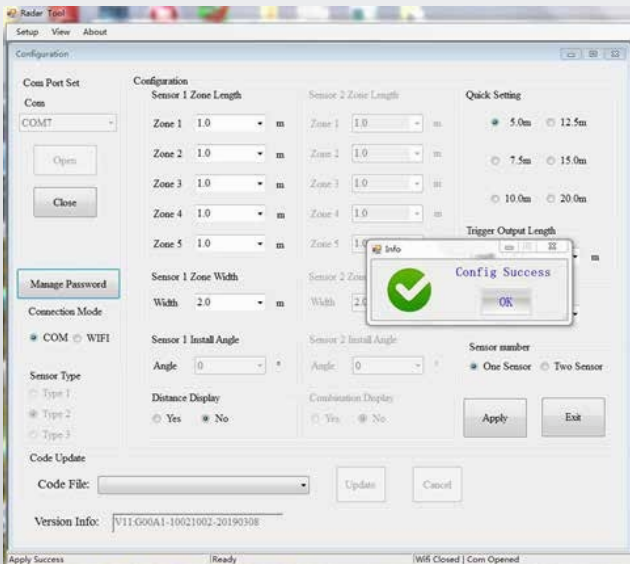 Radar Tool
Setup View About
Configuration
Com Port Set
Com
COM7
Open
Close
Manage Password
Connection Mode
COM WIFI
Sensor Type
Type 1
Type 2
Type 3
Configuration
Sensor 1 Zone Length
Zone 1 1.0 m
Zone 2 1.0 m
Zone 3 1.0 m
Zone 4 1.0 m
Zone 5 1.0 m
Sensor 1 Zone Width
Width 2.0 m
Sensor 1 Install Angle
Angle 0 °
Distance Display
Yes No
Sensor 2 Zone Length
Zone 1 1.0 m
Zone 2 1.0 m
Zone 3 1.0 m
Zone 4 1.0 m
Zone 5
Sensor 2
Width
Sensor 2 Install Angle
Angle 0 °
Combination Display
Yes No
Quick Setting
5.0m 12.5m
7.5m 15.0m
10.0m 20.0m
Trigger Output Length
m
Info
Config Success
OK
Sensor number
One Sensor Two Sensor
Apply Exit
Code Update
Code File:
Update Cancel
Version Info: V11:G00A1-10021002-20190308
Apply Success Ready Wifi Closed | Com Opened